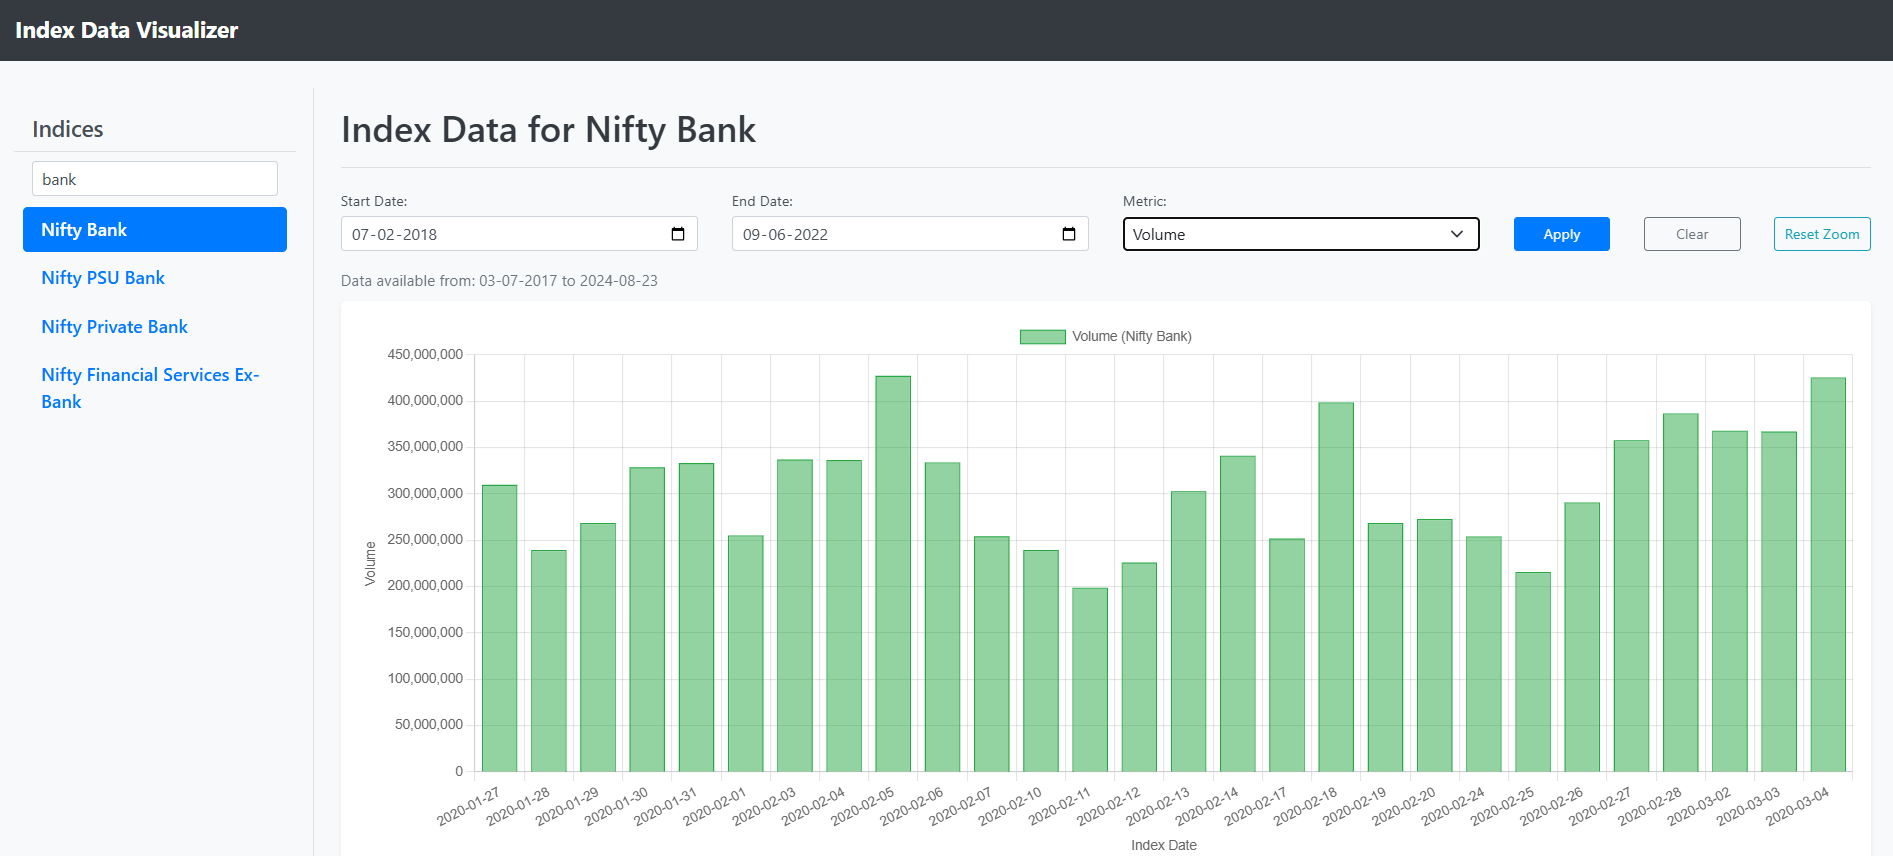 Index Data Visualizer
Indices
bank
Nifty Bank
Nifty PSU Bank
Nifty Private Bank
Nifty Financial Services Ex-
Bank
Index Data for Nifty Bank
Start Date:
07-02-2018
End Date:
09-06-2022
Metric:
Volume
Apply
Clear
Reset Zoom
Data available from: 03-07-2017 to 2024-08-23
Volume (Nifty Bank)
450,000,000
400,000,000
350,000,000
300,000,000
250,000,000
200,000,000
150,000,000
100,000,000
50,000,000
0
Volume
2020-01-27
2020-01-28
2020-01-29
2020-01-30
2020-01-31
2020-02-01
2020-02-03
2020-02-04
2020-02-05
2020-02-06
2020-02-07
2020-02-10
2020-02-11
2020-02-12
2020-02-13
2020-02-14
2020-02-17
2020-02-18
2020-02-19
2020-02-20
2020-02-24
2020-02-25
2020-02-26
2020-02-27
2020-02-28
2020-03-02
2020-03-03
2020-03-04
Index Date